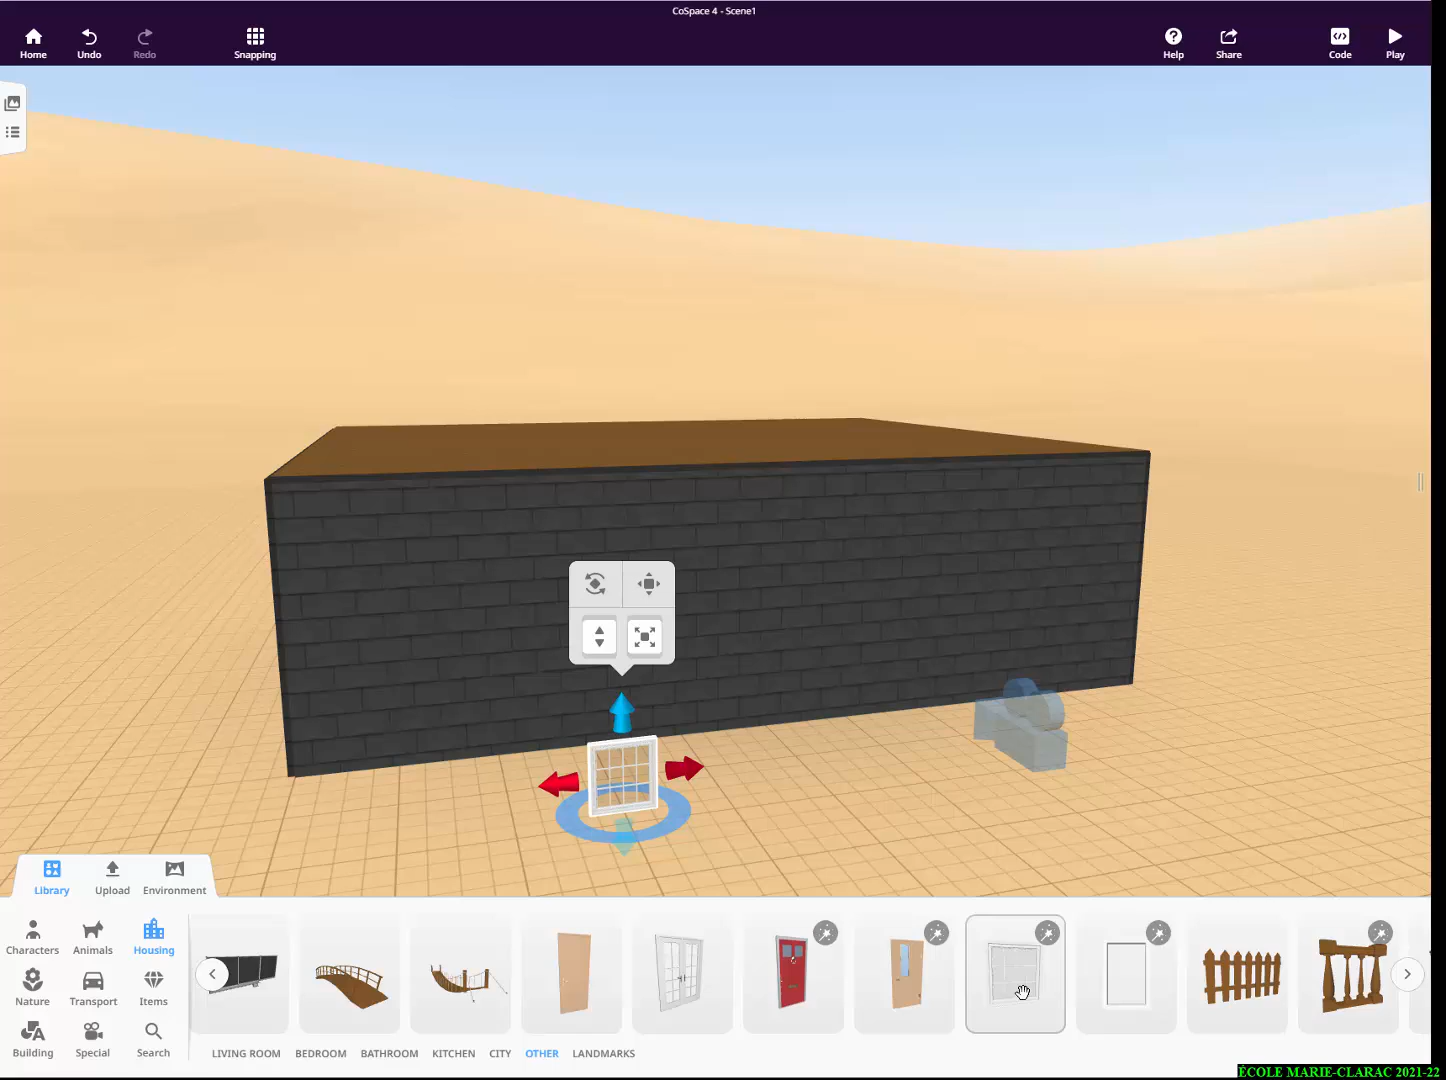 CoSpace 4 - Scene1
Home Undo Redo Snapping Help Share Code Play
Library Upload Environment
Characters Animals Housing
Nature Transport Items
Building Special Search
LIVING ROOM BEDROOM BATHROOM KITCHEN CITY OTHER LANDMARKS
ÉCOLE MARIE-CLARAC 2021-22